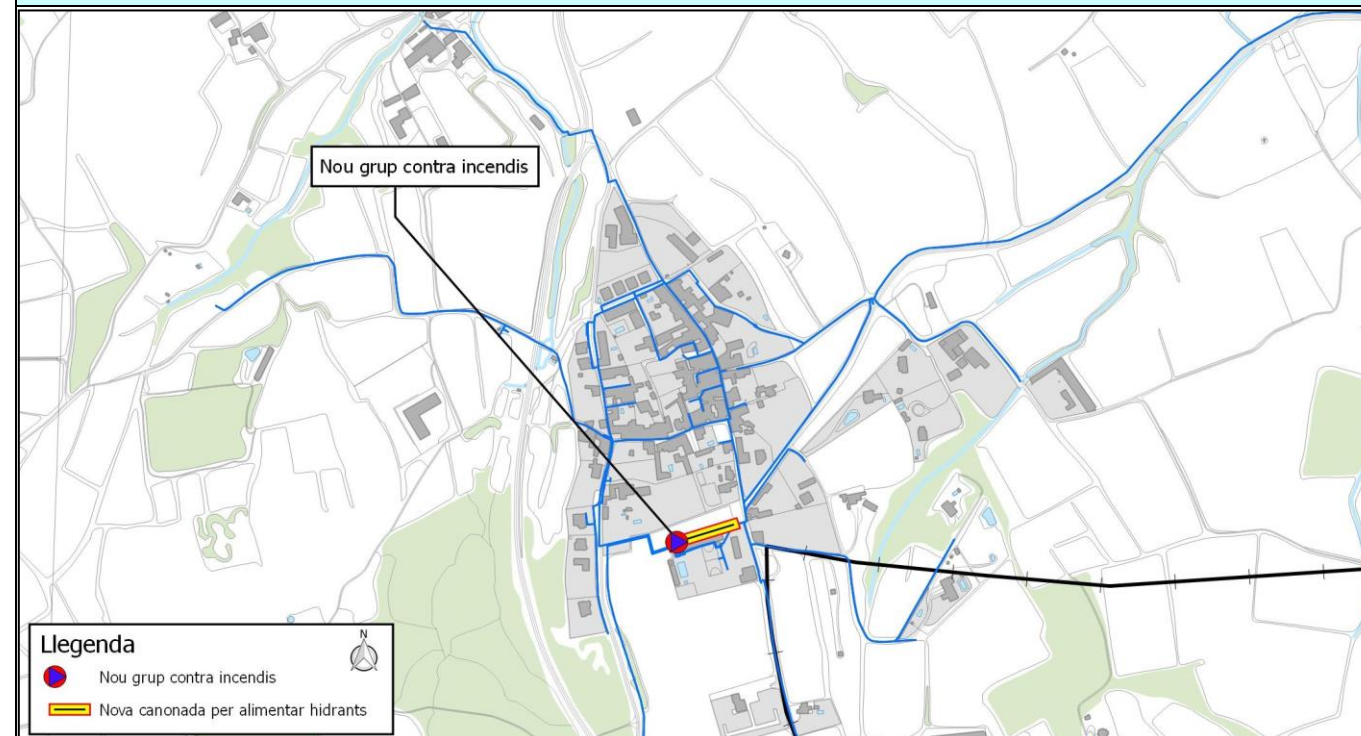 Nou grup contra incendis
Llegenda
N
Nou grup contra incendis
Nova canonada per alimentar hidrants